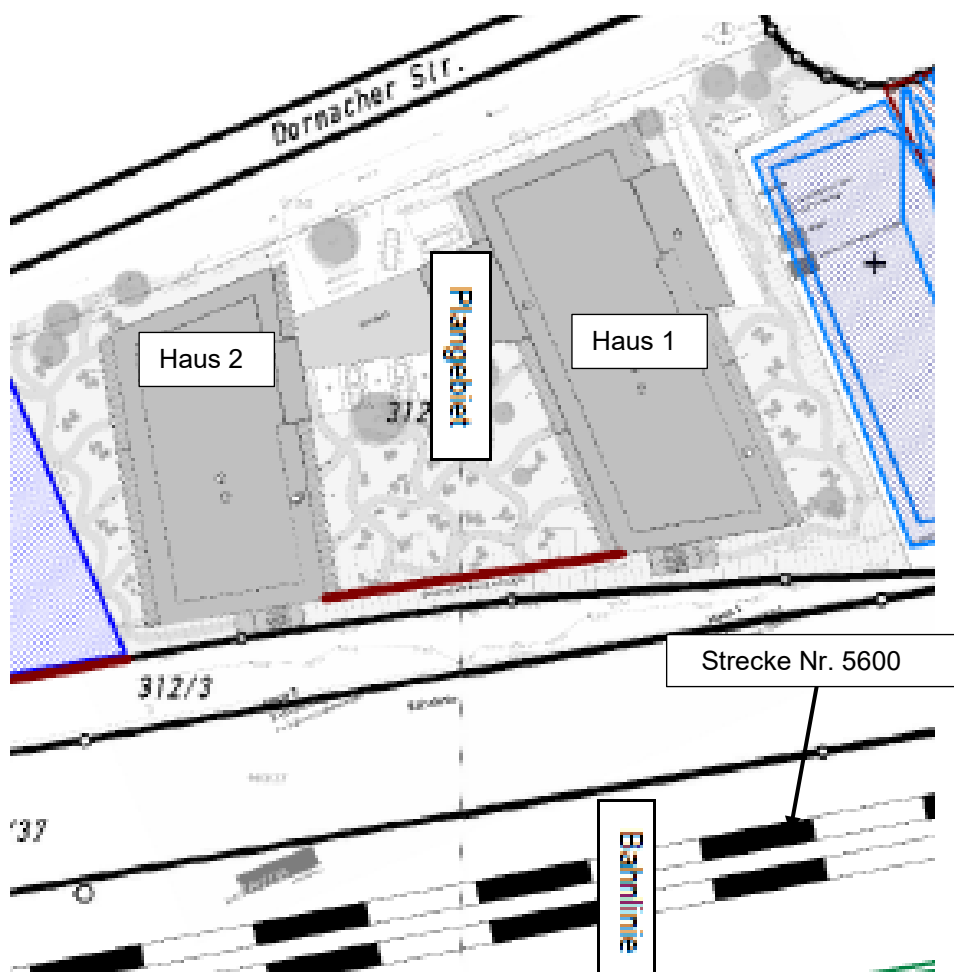 Dornacher Str.
Haus 2
Plangebiet
Haus 1
312
312/3
Strecke Nr. 5600
/37
Bahnlinie